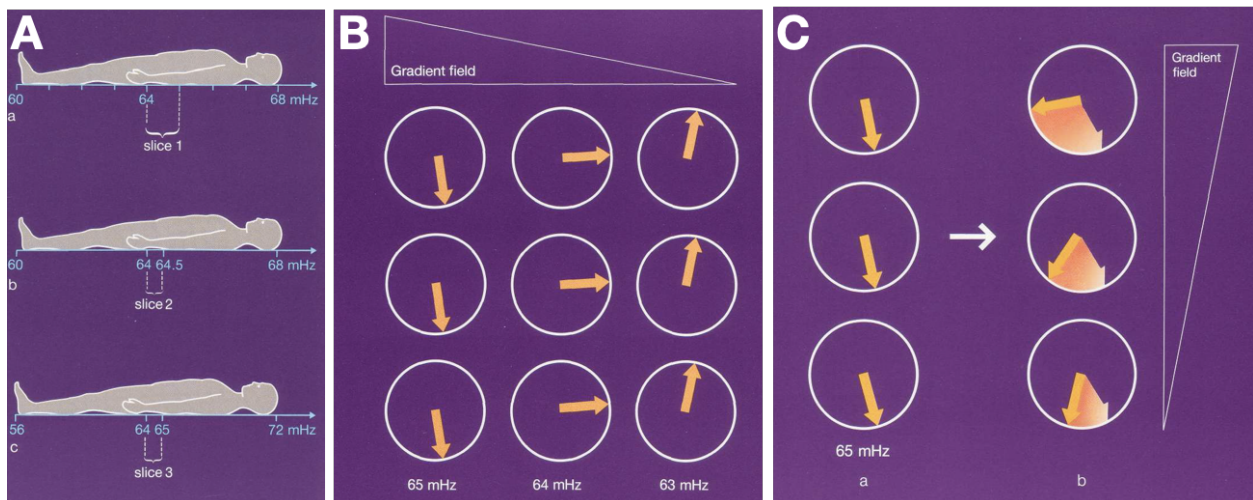 A
60
64
68 mHz
a
slice 1
60
64
64.5
68 mHz
b
slice 2
56
64
65
72 mHz
c
slice 3
B
Gradient field
65 mHz
64 mHz
63 mHz
C
Gradient
field
65 mHz
a
b